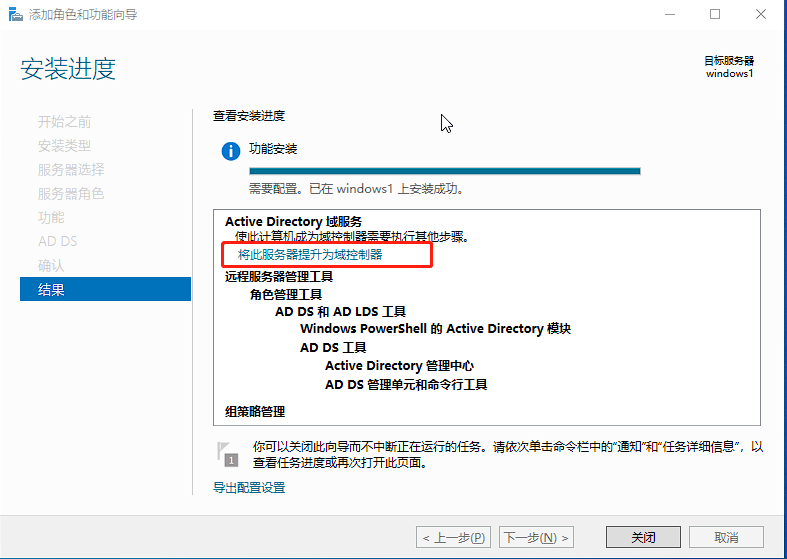 添加角色和功能向导
安装进度
目标服务器
windows1
开始之前
安装类型
服务器选择
服务器角色
功能
AD DS
确认
结果
查看安装进度
功能安装
需要配置。已在 windows1 上安装成功。
Active Directory 域服务
使此计算机成为域控制器需要执行其他步骤。
将此服务器提升为域控制器
远程服务器管理工具
角色管理工具
AD DS 和 AD LDS 工具
Windows PowerShell 的 Active Directory 模块
AD DS 工具
Active Directory 管理中心
AD DS 管理单元和命令行工具
组策略管理
1
你可以关闭此向导而不中断正在运行的任务。请依次单击命令栏中的“通知”和“任务详细信息”，以
查看任务进度或再次打开此页面。
导出配置设置
< 上一步(P)
下一步(N) >
关闭
取消